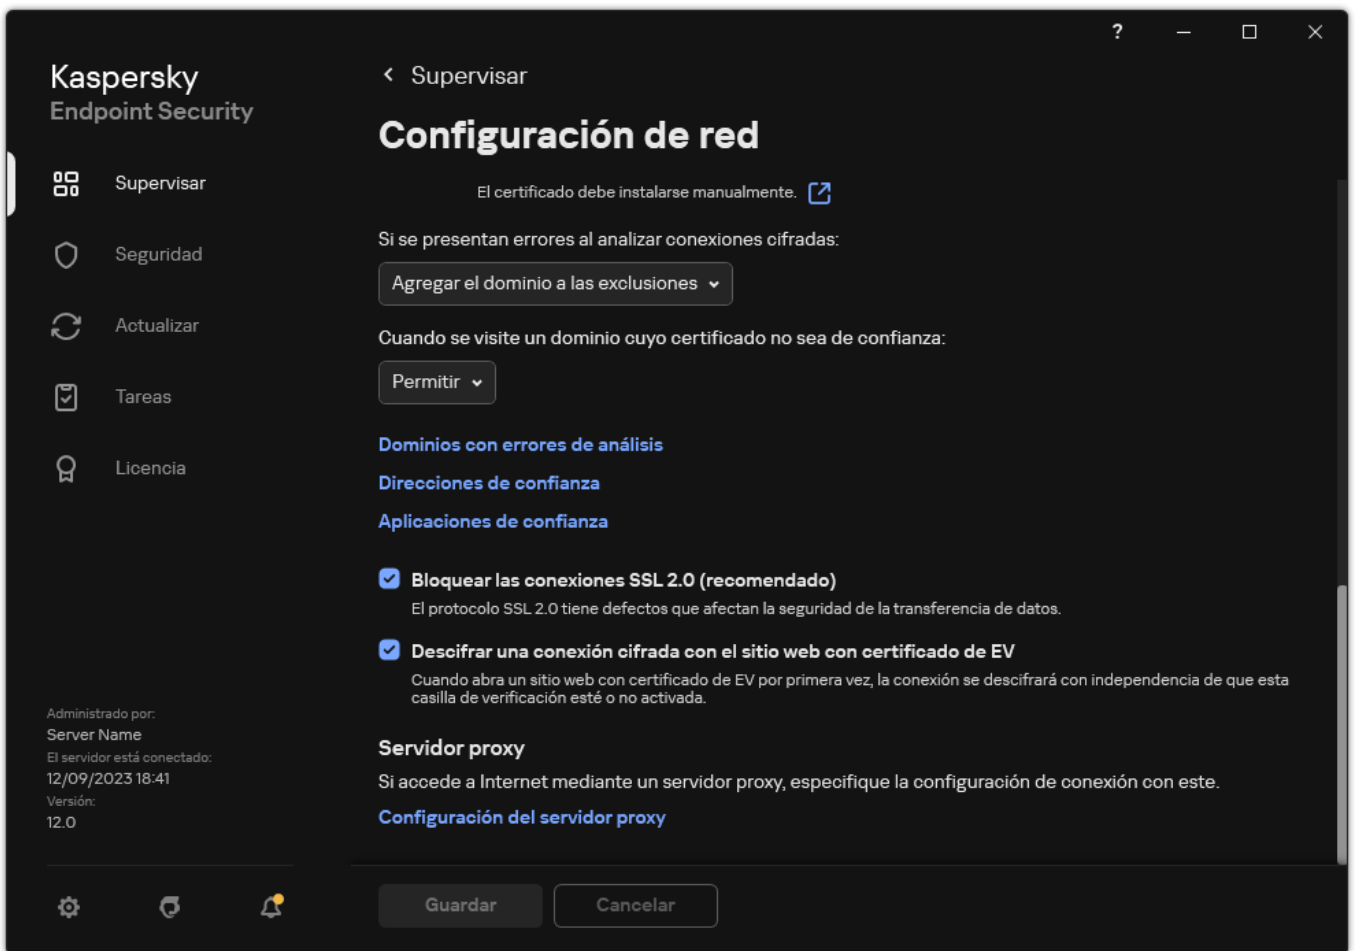 ?
Kaspersky
Endpoint Security
Supervisar
Seguridad
Actualizar
Tareas
Licencia
Administrado por:
Server Name
El servidor está conectado:
12/09/2023 18:41
Versión:
12.0
Supervisar
Configuración de red
El certificado debe instalarse manualmente.
Si se presentan errores al analizar conexiones cifradas:
Agregar el dominio a las exclusiones
Cuando se visite un dominio cuyo certificado no sea de confianza:
Permitir
Dominios con errores de análisis
Direcciones de confianza
Aplicaciones de confianza
Bloquear las conexiones SSL 2.0 (recomendado)
El protocolo SSL 2.0 tiene defectos que afectan la seguridad de la transferencia de datos.
Descifrar una conexión cifrada con el sitio web con certificado de EV
Cuando abra un sitio web con certificado de EV por primera vez, la conexión se descifrará con independencia de que esta
casilla de verificación esté o no activada.
Servidor proxy
Si accede a Internet mediante un servidor proxy, especifique la configuración de conexión con este.
Configuración del servidor proxy
Guardar
Cancelar